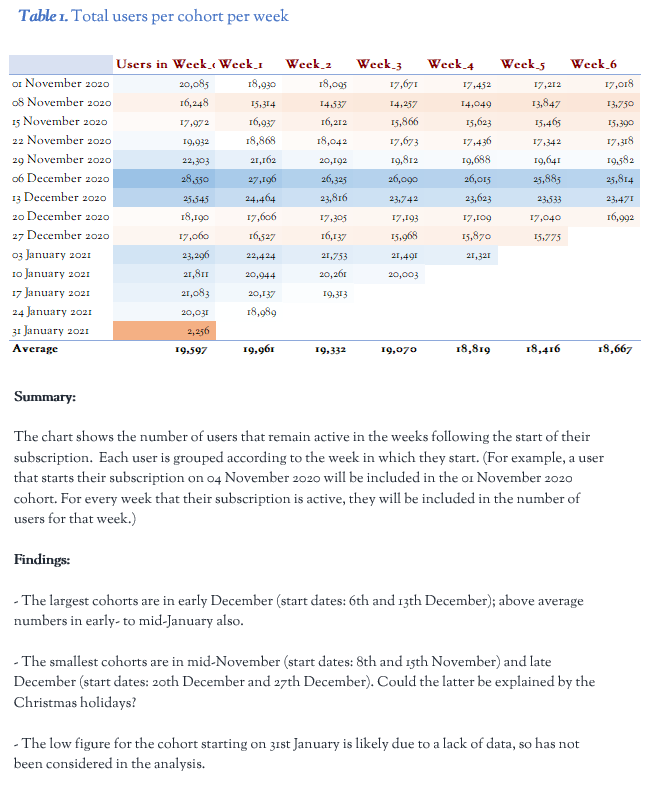 Table 1. Total users per cohort per week
Users in Week_( Week_1 Week_2 Week_3 Week_4 Week_5 Week_6
01 November 2020 20,085 18,930 18,095 17,671 17,452 17,212 17,018
08 November 2020 16,248 15,314 14,537 14,257 14,049 13,847 13,750
15 November 2020 17,972 16,937 16,212 15,866 15,623 15,465 15,390
22 November 2020 19,932 18,868 18,042 17,673 17,436 17,342 17,318
29 November 2020 22,303 21,162 20,192 19,812 19,688 19,641 19,582
06 December 2020 28,550 27,196 26,325 26,090 26,015 25,885 25,814
13 December 2020 25,545 24,464 23,816 23,742 23,623 23,533 23,471
20 December 2020 18,190 17,606 17,305 17,193 17,109 17,040 16,992
27 December 2020 17,060 16,527 16,137 15,968 15,870 15,775
03 January 2021 23,296 22,424 21,753 21,491 21,321
10 January 2021 21,811 20,944 20,261 20,003
17 January 2021 21,083 20,137 19,313
24 January 2021 20,031 18,989
31 January 2021 2,256
Average 19,597 19,961 19,332 19,070 18,819 18,416 18,667
Summary:
The chart shows the number of users that remain active in the weeks following the start of their
subscription. Each user is grouped according to the week in which they start. (For example, a user
that starts their subscription on 04 November 2020 will be included in the 01 November 2020
cohort. For every week that their subscription is active, they will be included in the number of
users for that week.)
Findings:
- The largest cohorts are in early December (start dates: 6th and 13th December); above average
numbers in early- to mid-January also.
- The smallest cohorts are in mid-November (start dates: 8th and 15th November) and late
December (start dates: 20th December and 27th December). Could the latter be explained by the
Christmas holidays?
- The low figure for the cohort starting on 31st January is likely due to a lack of data, so has not
been considered in the analysis.